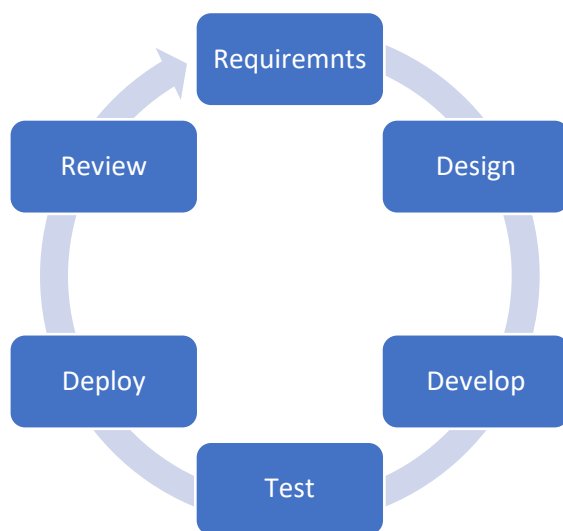 Requiremnts
Design
Develop
Test
Deploy
Review